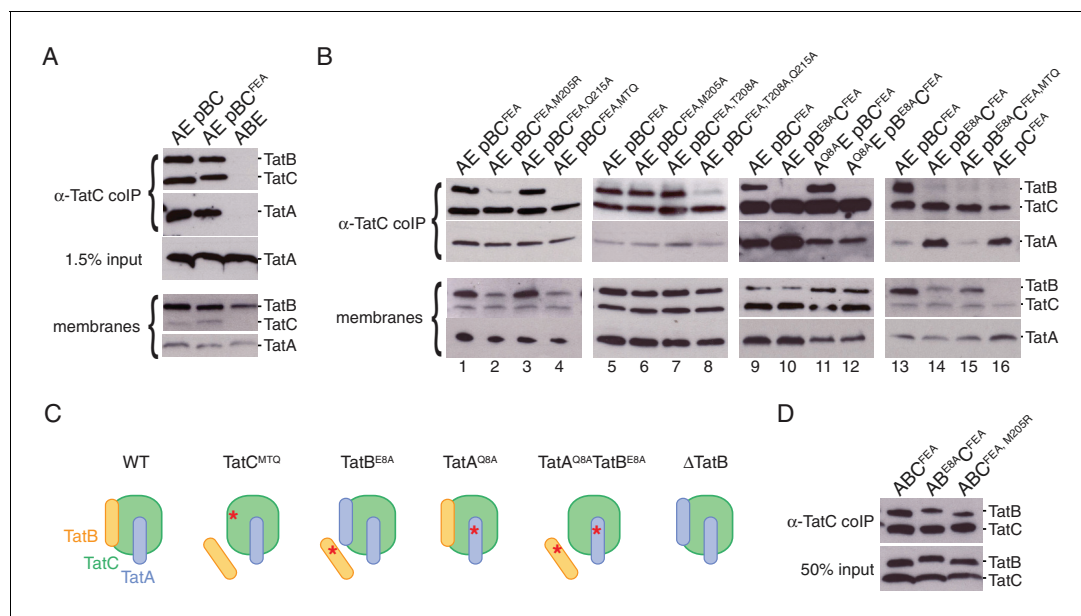 A
AE pBC
AE pBC^FEA
ABE
α-TatC coIP
TatB
TatC
TatA
1.5% input
TatA
membranes
TatB
TatC
TatA
B
AE pBC^FEA
AE pBC^FEA,M205R
AE pBC^FEA,Q215A
AE pBC^FEA,MTQ
AE pBC^FEA
AE pBC^FEA,M205A
AE pBC^FEA,T208A
AE pBC^FEA,T208A,Q215A
AE pBC^FEA
AE pB^E8AC^FEA
A^Q8AE pBC^FEA
A^Q8AE pB^E8AC^FEA
AE pBC^FEA
AE pB^E8AC^FEA
AE pB^E8AC^FEA,MTQ
AE pC^FEA
α-TatC coIP
TatB
TatC
TatA
membranes
TatB
TatC
TatA
1 2 3 4 5 6 7 8 9 10 11 12 13 14 15 16
C
WT
TatC^MTQ
TatB^E8A
TatA^Q8A
TatA^Q8ATatB^E8A
ΔTatB
TatB
TatC
TatA
*
*
*
*
*
D
ABC^FEA
AB^E8AC^FEA
ABC^FEA, M205R
α-TatC coIP
TatB
TatC
50% input
TatB
TatC